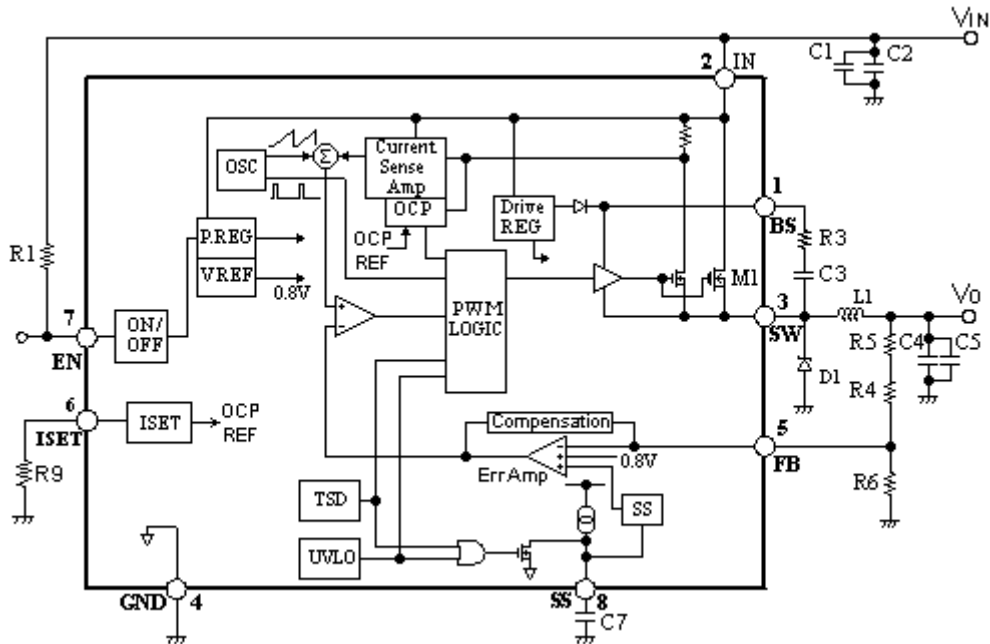 VIN
C1
C2
2
IN
OSC
Σ
Current
Sense
Amp
OCP
OCP
REF
Drive
REG
1
BS
R3
C3
R1
P.REG
VREF
0.8V
M1
PWM
LOGIC
3
SW
L1
VO
7
EN
ON/
OFF
D1
R5
C4
C5
R4
6
ISET
ISET
OCP
REF
R9
Compensation
0.8V
ErrAmp
5
FB
R6
TSD
SS
UVLO
GND
4
SS
8
C7